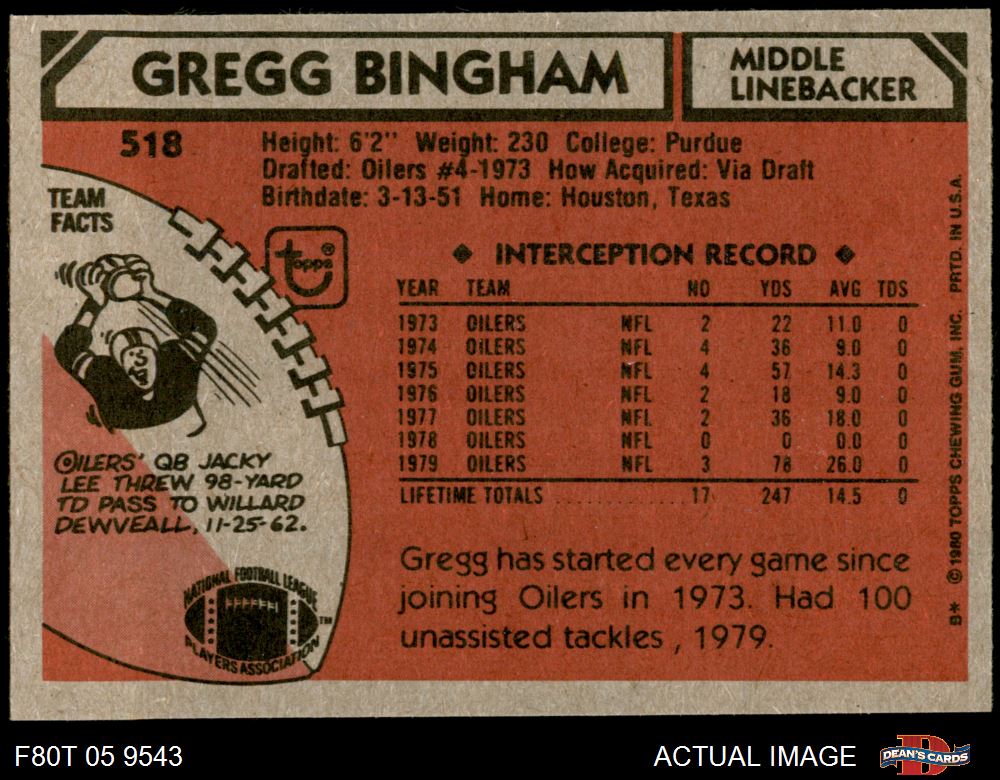 GREGG BINGHAM
MIDDLE
LINEBACKER
518
Height: 6'2" Weight: 230 College: Purdue
Drafted: Oilers #4-1973 How Acquired: Via Draft
Birthdate: 3-13-51 Home: Houston, Texas
TEAM
FACTS
topps®
OILERS' QB JACKY
LEE THREW 98-YARD
TD PASS TO WILLARD
DEWVEALL, 11-25-62.
NATIONAL FOOTBALL LEAGUE
PLAYERS ASSOCIATION
TM
◆ INTERCEPTION RECORD ◆
YEAR TEAM NO YDS AVG TDS
1973 OILERS NFL 2 22 11.0 0
1974 OILERS NFL 4 36 9.0 0
1975 OILERS NFL 4 57 14.3 0
1976 OILERS NFL 2 18 9.0 0
1977 OILERS NFL 2 36 18.0 0
1978 OILERS NFL 0 0 0.0 0
1979 OILERS NFL 3 78 26.0 0
LIFETIME TOTALS .................. 17 247 14.5 0
Gregg has started every game since
joining Oilers in 1973. Had 100
unassisted tackles , 1979.
B* © 1980 TOPPS CHEWING GUM, INC. PRTD. IN U.S.A.
F80T 05 9543
ACTUAL IMAGE
DEAN'S CARDS